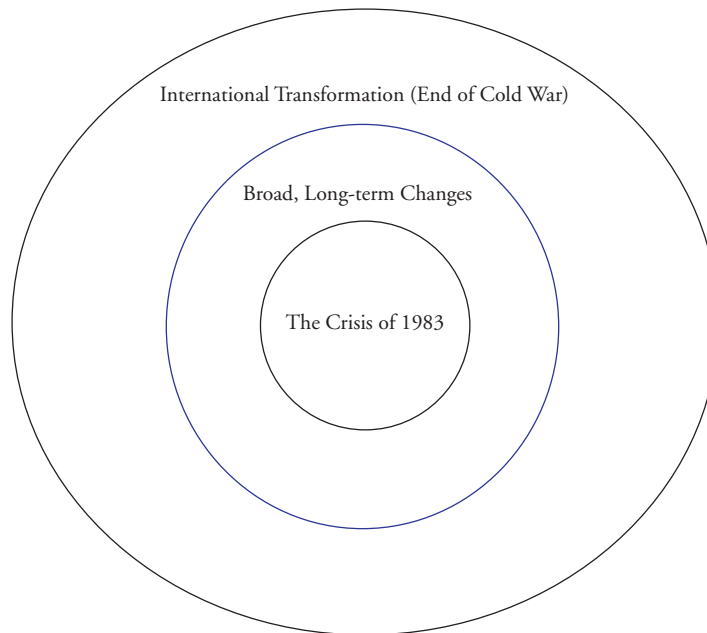 International Transformation (End of Cold War)
Broad, Long-term Changes
The Crisis of 1983